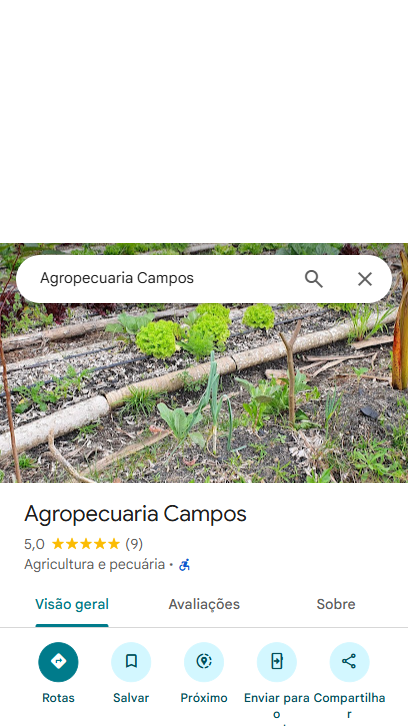 Agropecuaria Campos
Agropecuaria Campos
5,0 ★★★★★ (9)
Agricultura e pecuária ·
Visão geral Avaliações Sobre
Rotas Salvar Próximo Enviar para o Compartilhar